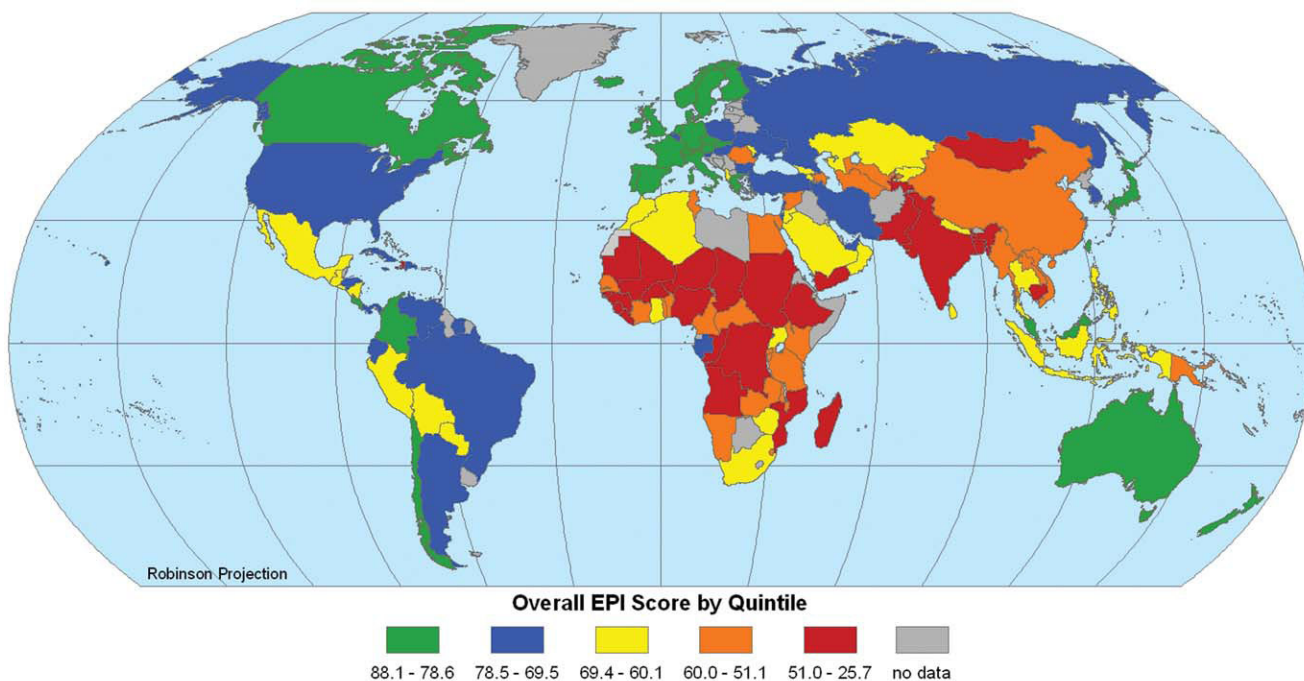 Robinson Projection
Overall EPI Score by Quintile
88.1 - 78.6 78.5 - 69.5 69.4 - 60.1 60.0 - 51.1 51.0 - 25.7 no data